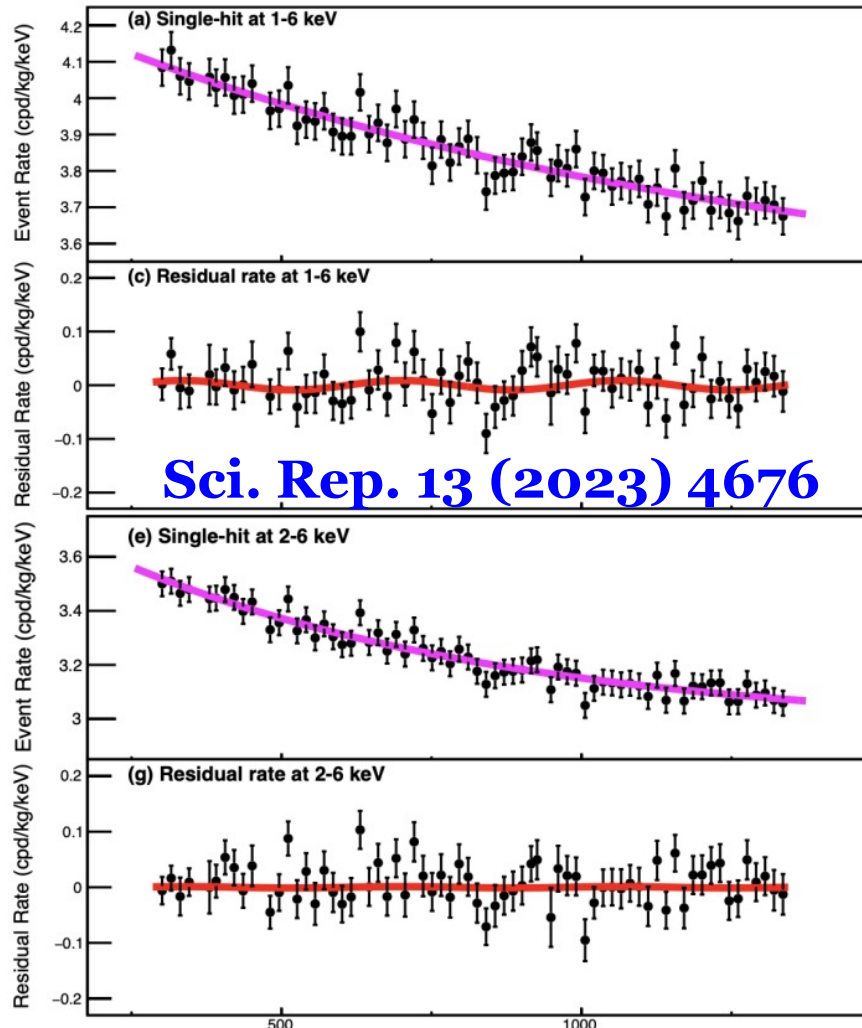 (a) Single-hit at 1-6 keV
Event Rate (cpd/kg/keV)
4.2
4.1
4
3.9
3.8
3.7
3.6
(c) Residual rate at 1-6 keV
Residual Rate (cpd/kg/keV)
0.2
0.1
0
−0.1
−0.2
Sci. Rep. 13 (2023) 4676
(e) Single-hit at 2-6 keV
Event Rate (cpd/kg/keV)
3.6
3.4
3.2
3
(g) Residual rate at 2-6 keV
Residual Rate (cpd/kg/keV)
0.2
0.1
0
−0.1
−0.2
500
1000